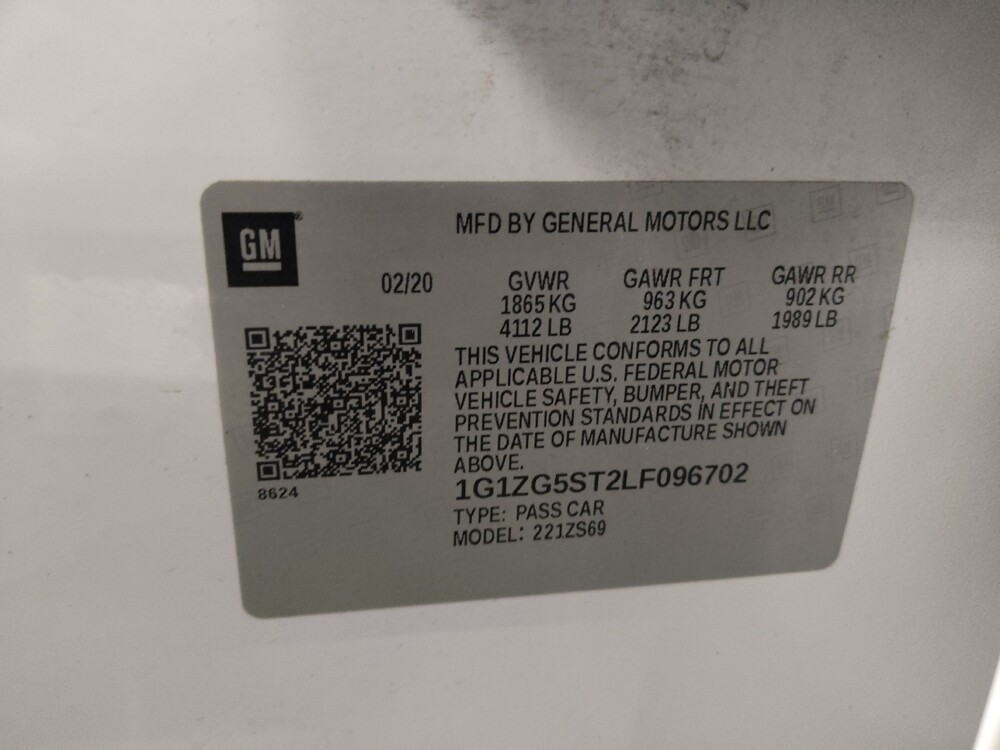 GM
MFD BY GENERAL MOTORS LLC
02/20
GVWR GAWR FRT GAWR RR
1865 KG 963 KG 902 KG
4112 LB 2123 LB 1989 LB
THIS VEHICLE CONFORMS TO ALL
APPLICABLE U.S. FEDERAL MOTOR
VEHICLE SAFETY, BUMPER, AND THEFT
PREVENTION STANDARDS IN EFFECT ON
THE DATE OF MANUFACTURE SHOWN
ABOVE.
8624
1G1ZG5ST2LF096702
TYPE: PASS CAR
MODEL: 221ZS69